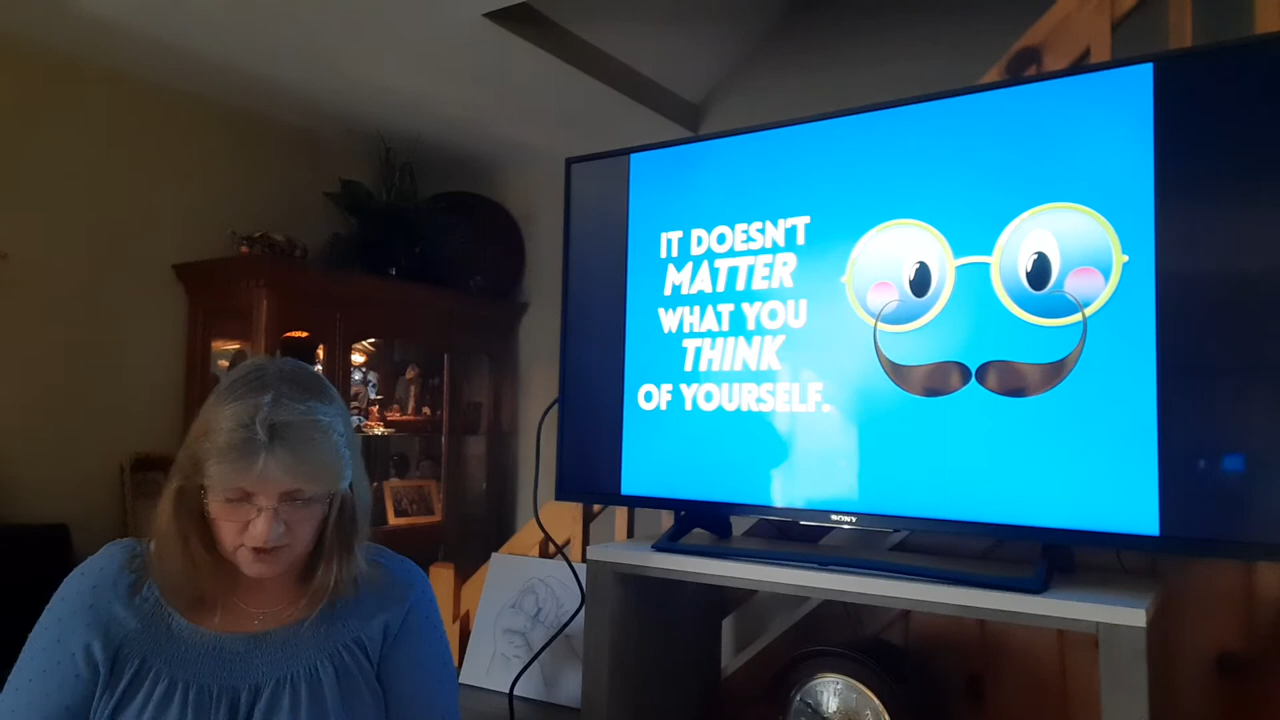 IT DOESN'T
MATTER
WHAT YOU
THINK
OF YOURSELF.
SONY